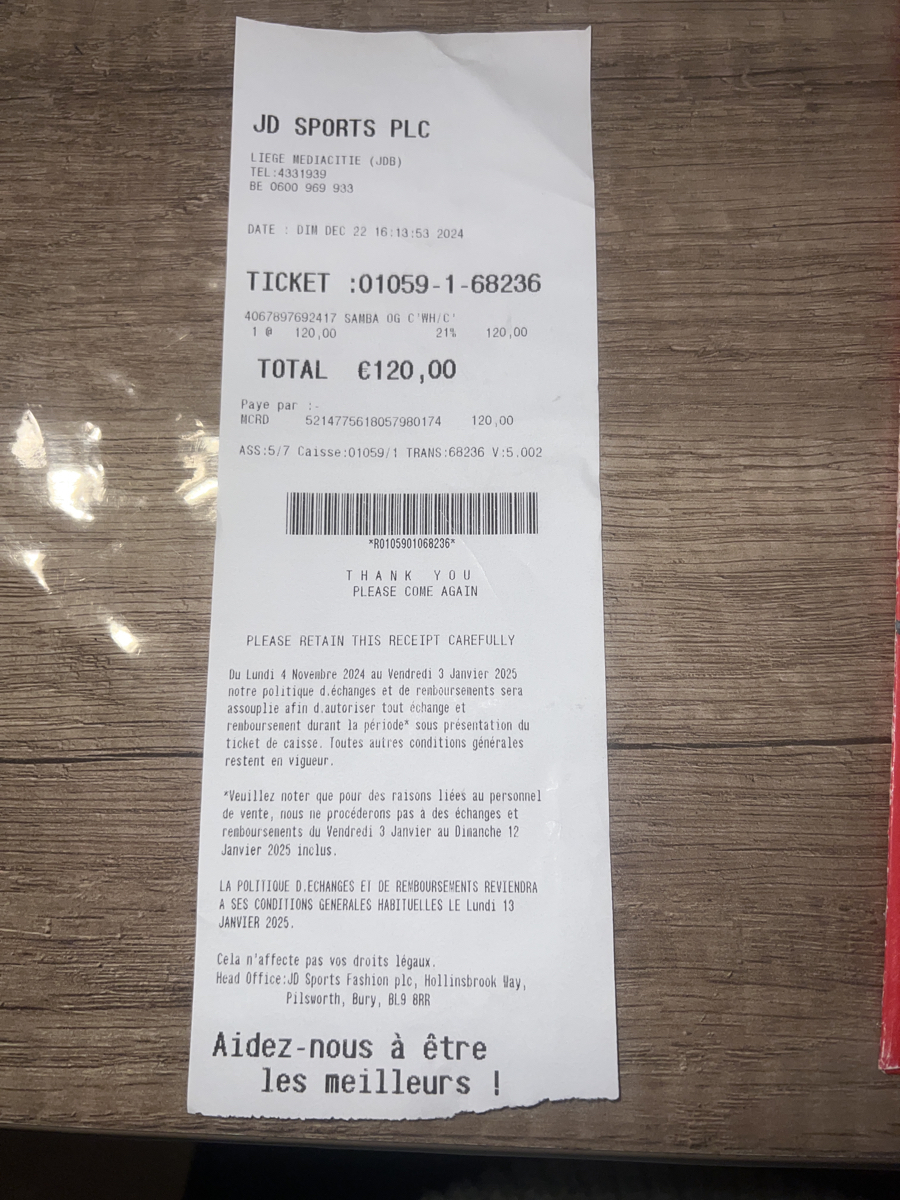 JD SPORTS PLC
LIEGE MEDIACITIE (JDB)
TEL:4331939
BE 0600 969 933
DATE : DIM DEC 22 16:13:53 2024
TICKET :01059-1-68236
4067897692417 SAMBA OG C'WH/C'
1 @ 120,00 21% 120,00
TOTAL €120,00
Paye par :-
MCRD 5214775618057980174 120,00
ASS:5/7 Caisse:01059/1 TRANS:68236 V:5.002
*R0105901068236*
THANK YOU
PLEASE COME AGAIN
PLEASE RETAIN THIS RECEIPT CAREFULLY
Du Lundi 4 Novembre 2024 au Vendredi 3 Janvier 2025
notre politique d.échanges et de remboursements sera
assouplie afin d.autoriser tout échange et
remboursement durant la période* sous présentation du
ticket de caisse. Toutes autres conditions générales
restent en vigueur.
*Veuillez noter que pour des raisons liées au personnel
de vente, nous ne procéderons pas à des échanges et
remboursements du Vendredi 3 Janvier au Dimanche 12
Janvier 2025 inclus.
LA POLITIQUE D.ECHANGES ET DE REMBOURSEMENTS REVIENDRA
A SES CONDITIONS GENERALES HABITUELLES LE Lundi 13
JANVIER 2025.
Cela n'affecte pas vos droits légaux.
Head Office:JD Sports Fashion plc, Hollinsbrook Way,
Pilsworth, Bury, BL9 8RR
Aidez-nous à être
les meilleurs !